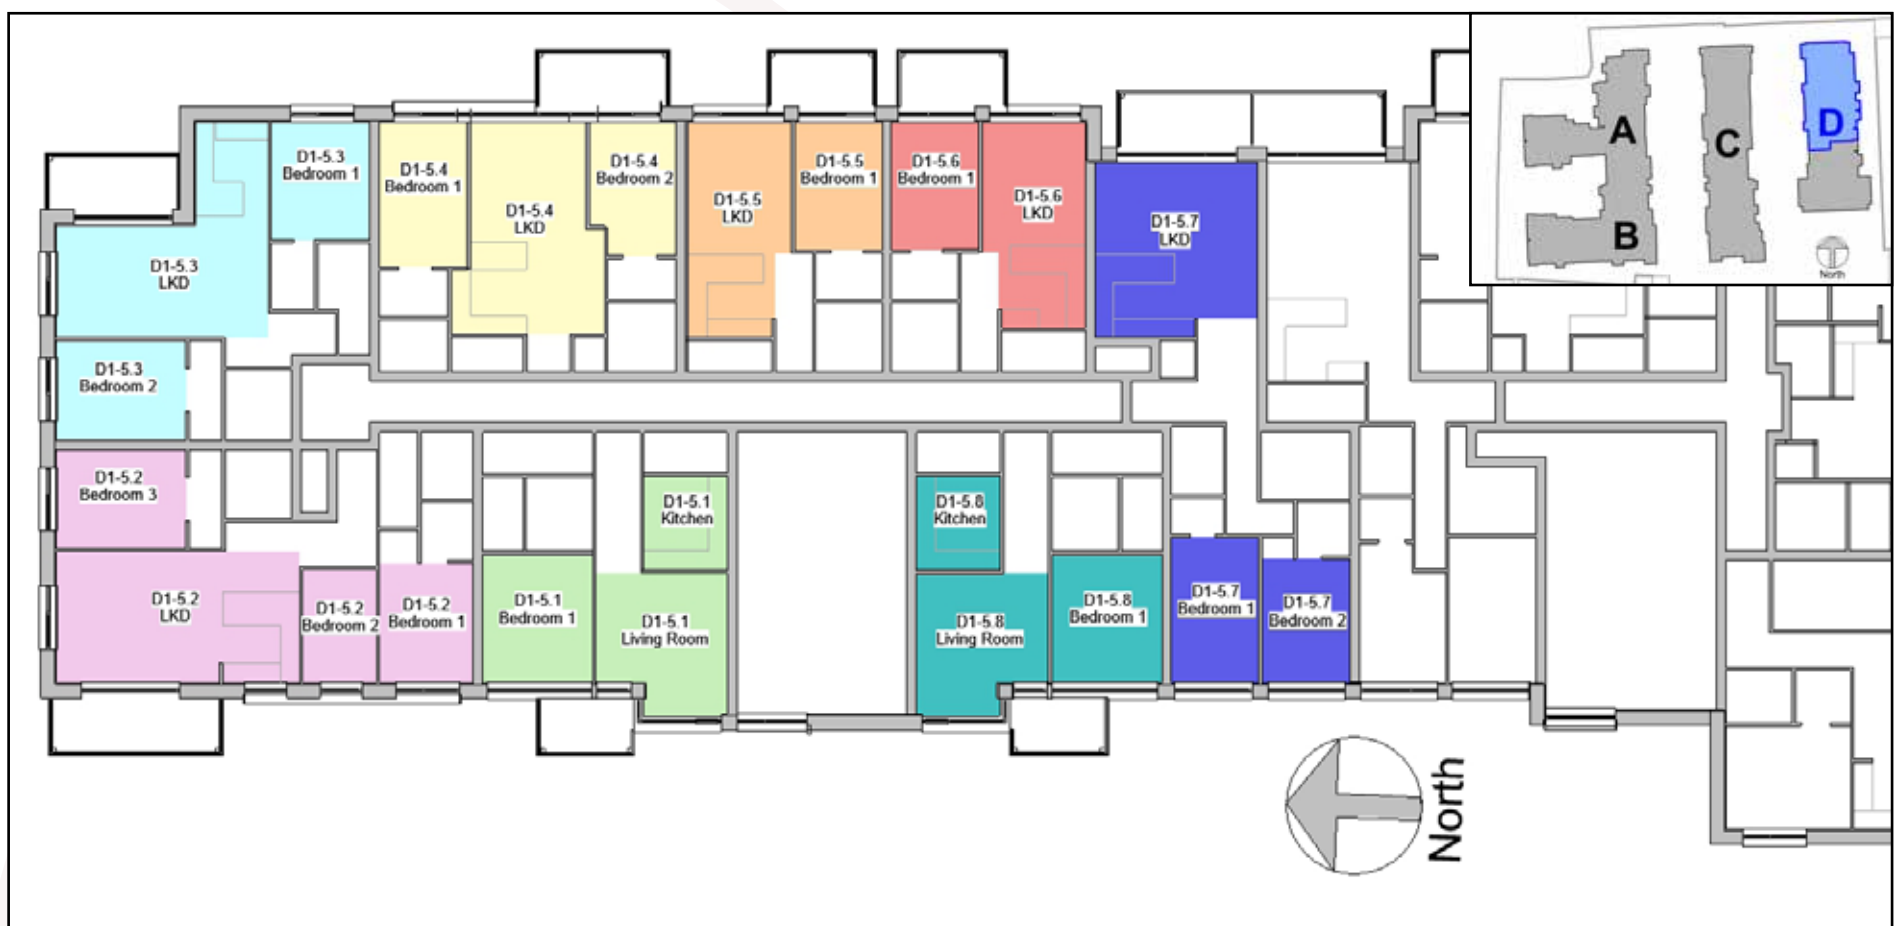 D1-5.3
Bedroom 1
D1-5.4
Bedroom 1
D1-5.4
LKD
D1-5.4
Bedroom 2
D1-5.5
LKD
D1-5.5
Bedroom 1
D1-5.6
Bedroom 1
D1-5.6
LKD
D1-5.7
LKD
D1-5.3
LKD
D1-5.3
Bedroom 2
D1-5.2
Bedroom 3
D1-5.2
LKD
D1-5.2
Bedroom 2
D1-5.2
Bedroom 1
D1-5.1
Bedroom 1
D1-5.1
Kitchen
D1-5.1
Living Room
D1-5.8
Kitchen
D1-5.8
Living Room
D1-5.8
Bedroom 1
D1-5.7
Bedroom 1
D1-5.7
Bedroom 2
A
B
C
D
North
North